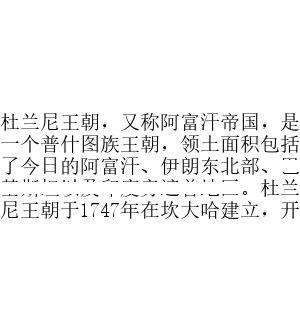 杜兰尼王朝，又称阿富汗帝国，是
一个普什图族王朝，领土面积包括
了今日的阿富汗、伊朗东北部、
地区。杜兰
尼王朝于1747年在坎大哈建立，开